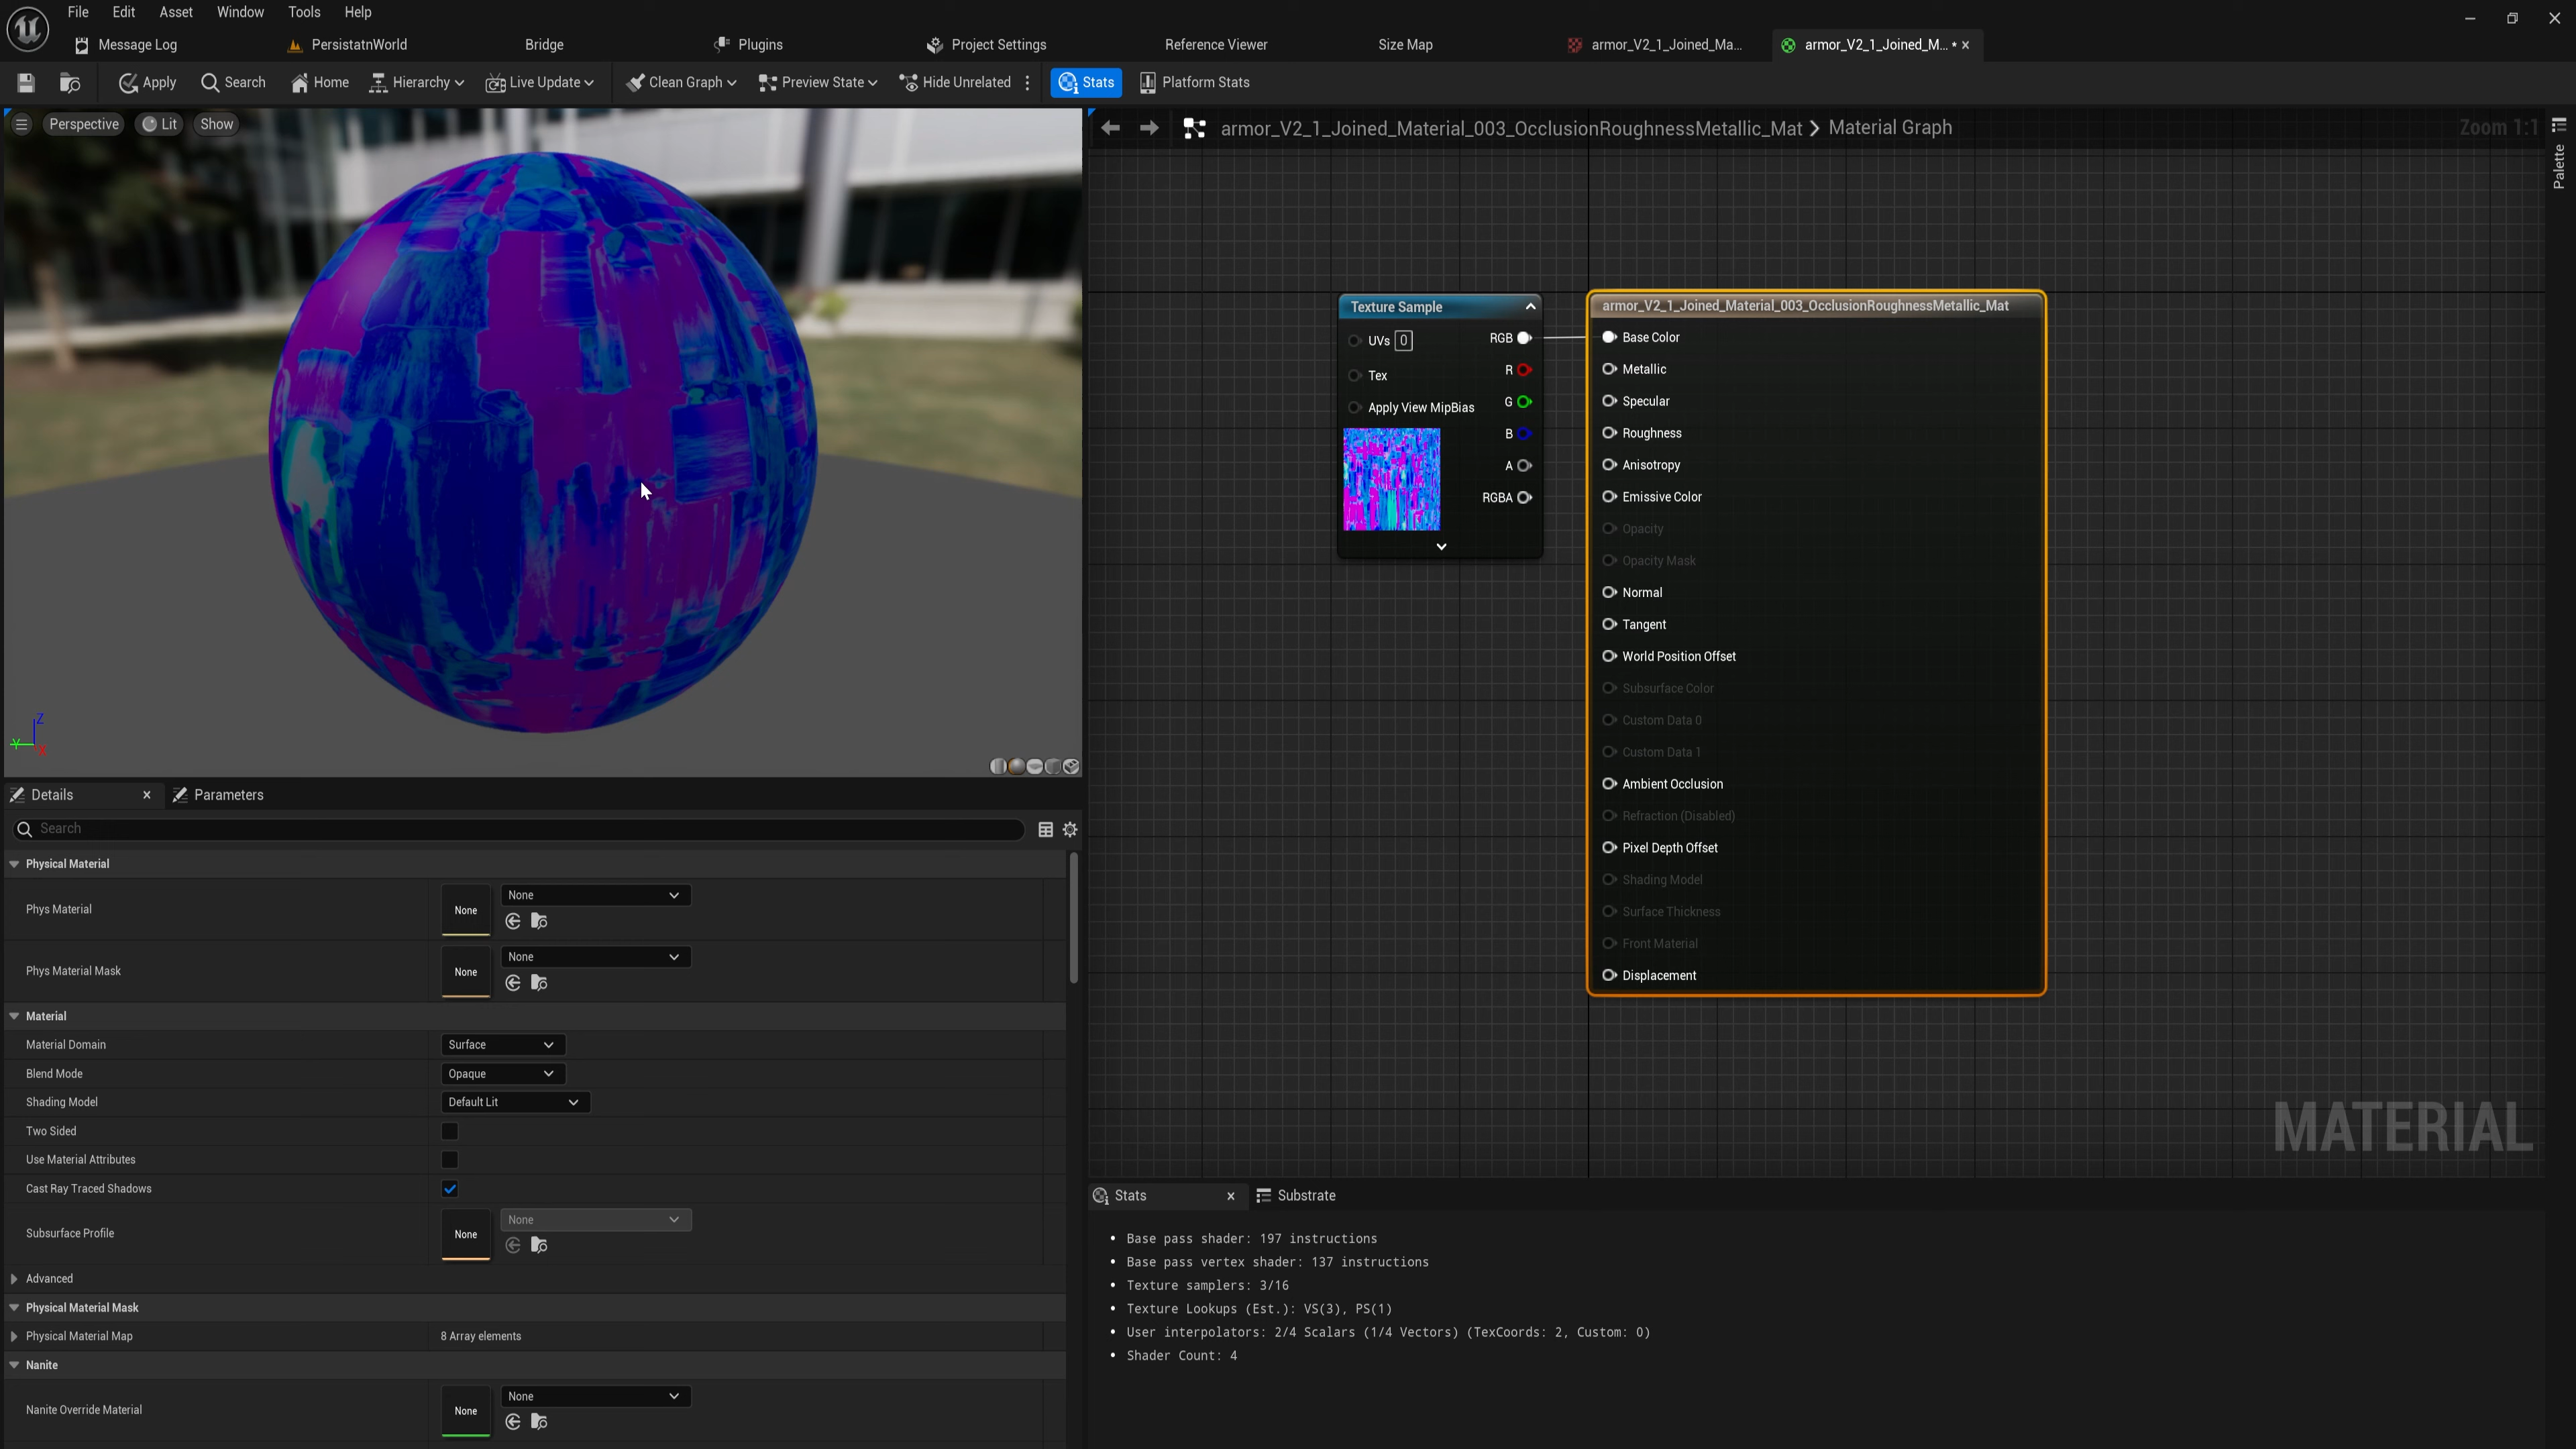 File Edit Asset Window Tools Help
Message Log PersistatnWorld Bridge Plugins Project Settings Reference Viewer Size Map armor_V2_1_Joined_Ma... armor_V2_1_Joined_M... *
Apply Search Home Hierarchy Live Update Clean Graph Preview State Hide Unrelated Stats Platform Stats
Perspective Lit Show
armor_V2_1_Joined_Material_003_OcclusionRoughnessMetallic_Mat > Material Graph
Zoom 1:1
Palette
Texture Sample
UVs 0 RGB
R
Tex
Apply View MipBias G
B
A
RGBA
armor_V2_1_Joined_Material_003_OcclusionRoughnessMetallic_Mat
Base Color
Metallic
Specular
Roughness
Anisotropy
Emissive Color
Opacity
Opacity Mask
Normal
Tangent
World Position Offset
Subsurface Color
Custom Data 0
Custom Data 1
Ambient Occlusion
Refraction (Disabled)
Pixel Depth Offset
Shading Model
Surface Thickness
Front Material
Displacement
MATERIAL
Z
Y
X
Details Parameters
Search
Physical Material
Phys Material None None
Phys Material Mask None None
Material
Material Domain Surface
Blend Mode Opaque
Shading Model Default Lit
Two Sided
Use Material Attributes
Cast Ray Traced Shadows
Subsurface Profile None None
Advanced
Physical Material Mask
Physical Material Map 8 Array elements
Nanite
Nanite Override Material None None
Stats Substrate
• Base pass shader: 197 instructions
• Base pass vertex shader: 137 instructions
• Texture samplers: 3/16
• Texture Lookups (Est.): VS(3), PS(1)
• User interpolators: 2/4 Scalars (1/4 Vectors) (TexCoords: 2, Custom: 0)
• Shader Count: 4